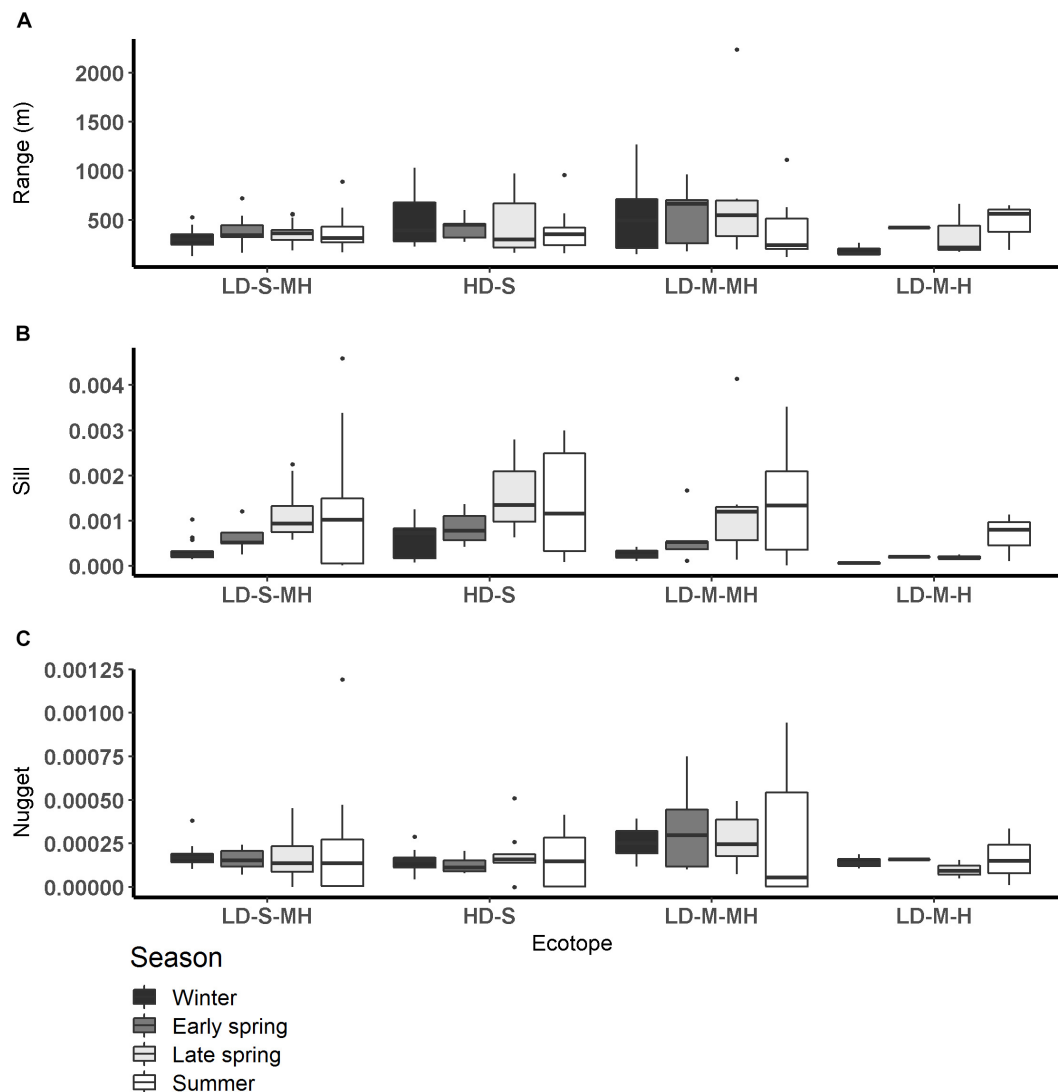 A
Range (m)
2000
1500
1000
500
LD-S-MH HD-S LD-M-MH LD-M-H
B
Sill
0.004
0.003
0.002
0.001
0.000
LD-S-MH HD-S LD-M-MH LD-M-H
C
Nugget
0.00125
0.00100
0.00075
0.00050
0.00025
0.00000
LD-S-MH HD-S LD-M-MH LD-M-H
Ecotope
Season
Winter
Early spring
Late spring
Summer